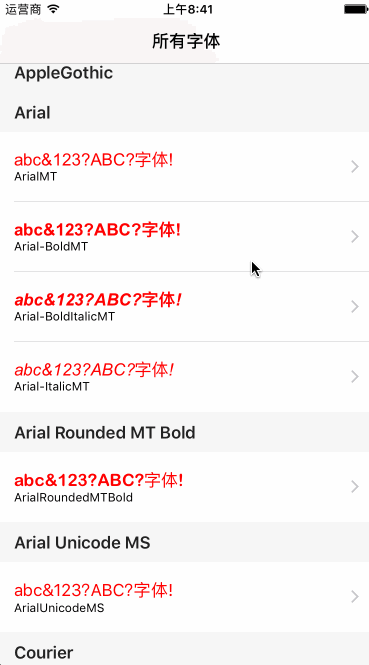 运营商 上午8:41
所有字体
AppleGothic
Arial
abc&123?ABC?字体!
ArialMT
abc&123?ABC?字体!
Arial-BoldMT
abc&123?ABC?字体!
Arial-BoldItalicMT
abc&123?ABC?字体!
Arial-ItalicMT
Arial Rounded MT Bold
abc&123?ABC?字体!
ArialRoundedMTBold
Arial Unicode MS
abc&123?ABC?字体!
ArialUnicodeMS
Courier